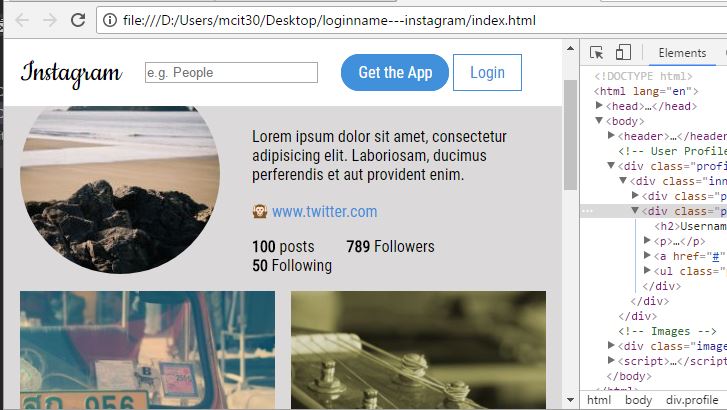 file:///D:/Users/mcit30/Desktop/loginname---instagram/index.html
Instagram
e.g. People
Get the App
Login
Elements
Lorem ipsum dolor sit amet, consectetur
adipisicing elit. Laboriosam, ducimus
perferendis et aut provident enim.
www.twitter.com
100 posts 789 Followers
50 Following
B
956
<!DOCTYPE html>
<html lang="en">
<head>…</head>
<body>
<header>…</header>
<!-- User Profile
<div class="prof
<div class="inn
<div class="p
<div class="p
<h2>Usernam
<p>…</p>
<a href="#
<ul class=
</div>
</div>
</div>
<!-- Images -->
<div class="image
<script>…</script>
</body>
html body div.profile